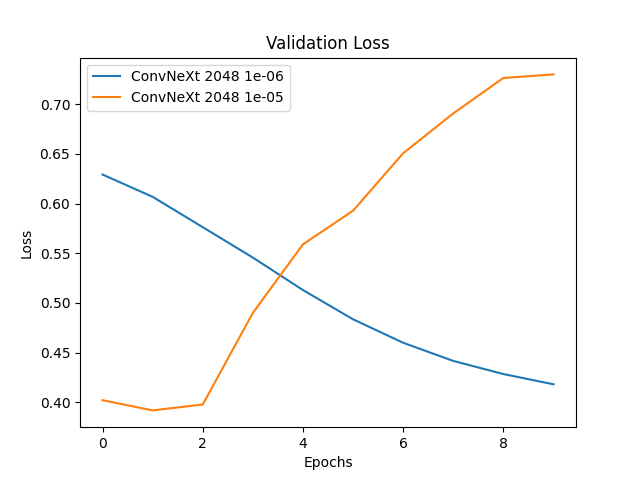 Validation Loss
ConvNeXt 2048 1e-06
ConvNeXt 2048 1e-05
0.70
0.65
0.60
0.55
0.50
0.45
0.40
Loss
0 2 4 6 8
Epochs